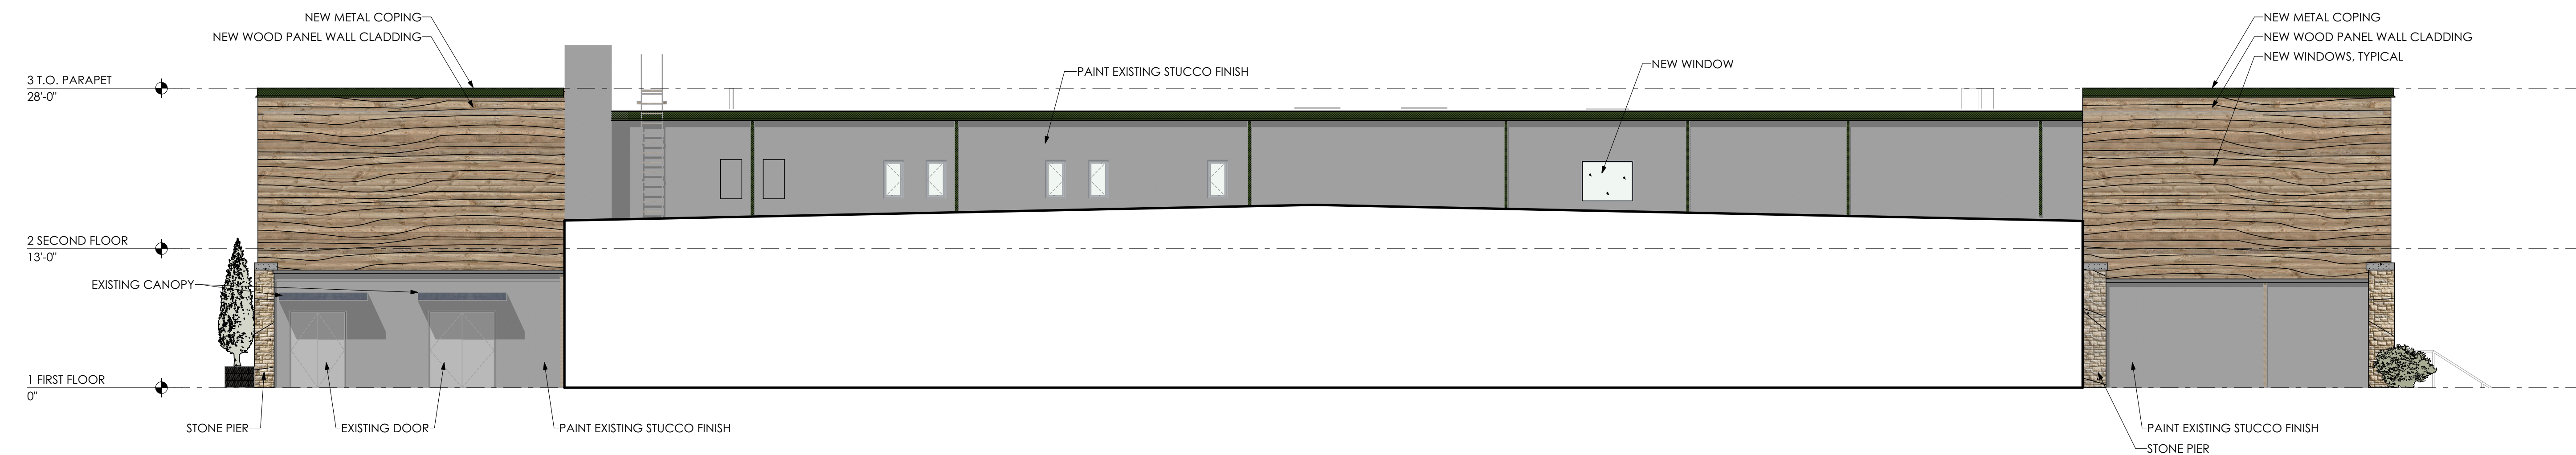 NEW METAL COPING
NEW WOOD PANEL WALL CLADDING
3 T.O. PARAPET
28'-0"
PAINT EXISTING STUCCO FINISH
NEW WINDOW
NEW METAL COPING
NEW WOOD PANEL WALL CLADDING
NEW WINDOWS, TYPICAL
2 SECOND FLOOR
13'-0"
EXISTING CANOPY
1 FIRST FLOOR
0"
STONE PIER
EXISTING DOOR
PAINT EXISTING STUCCO FINISH
PAINT EXISTING STUCCO FINISH
STONE PIER